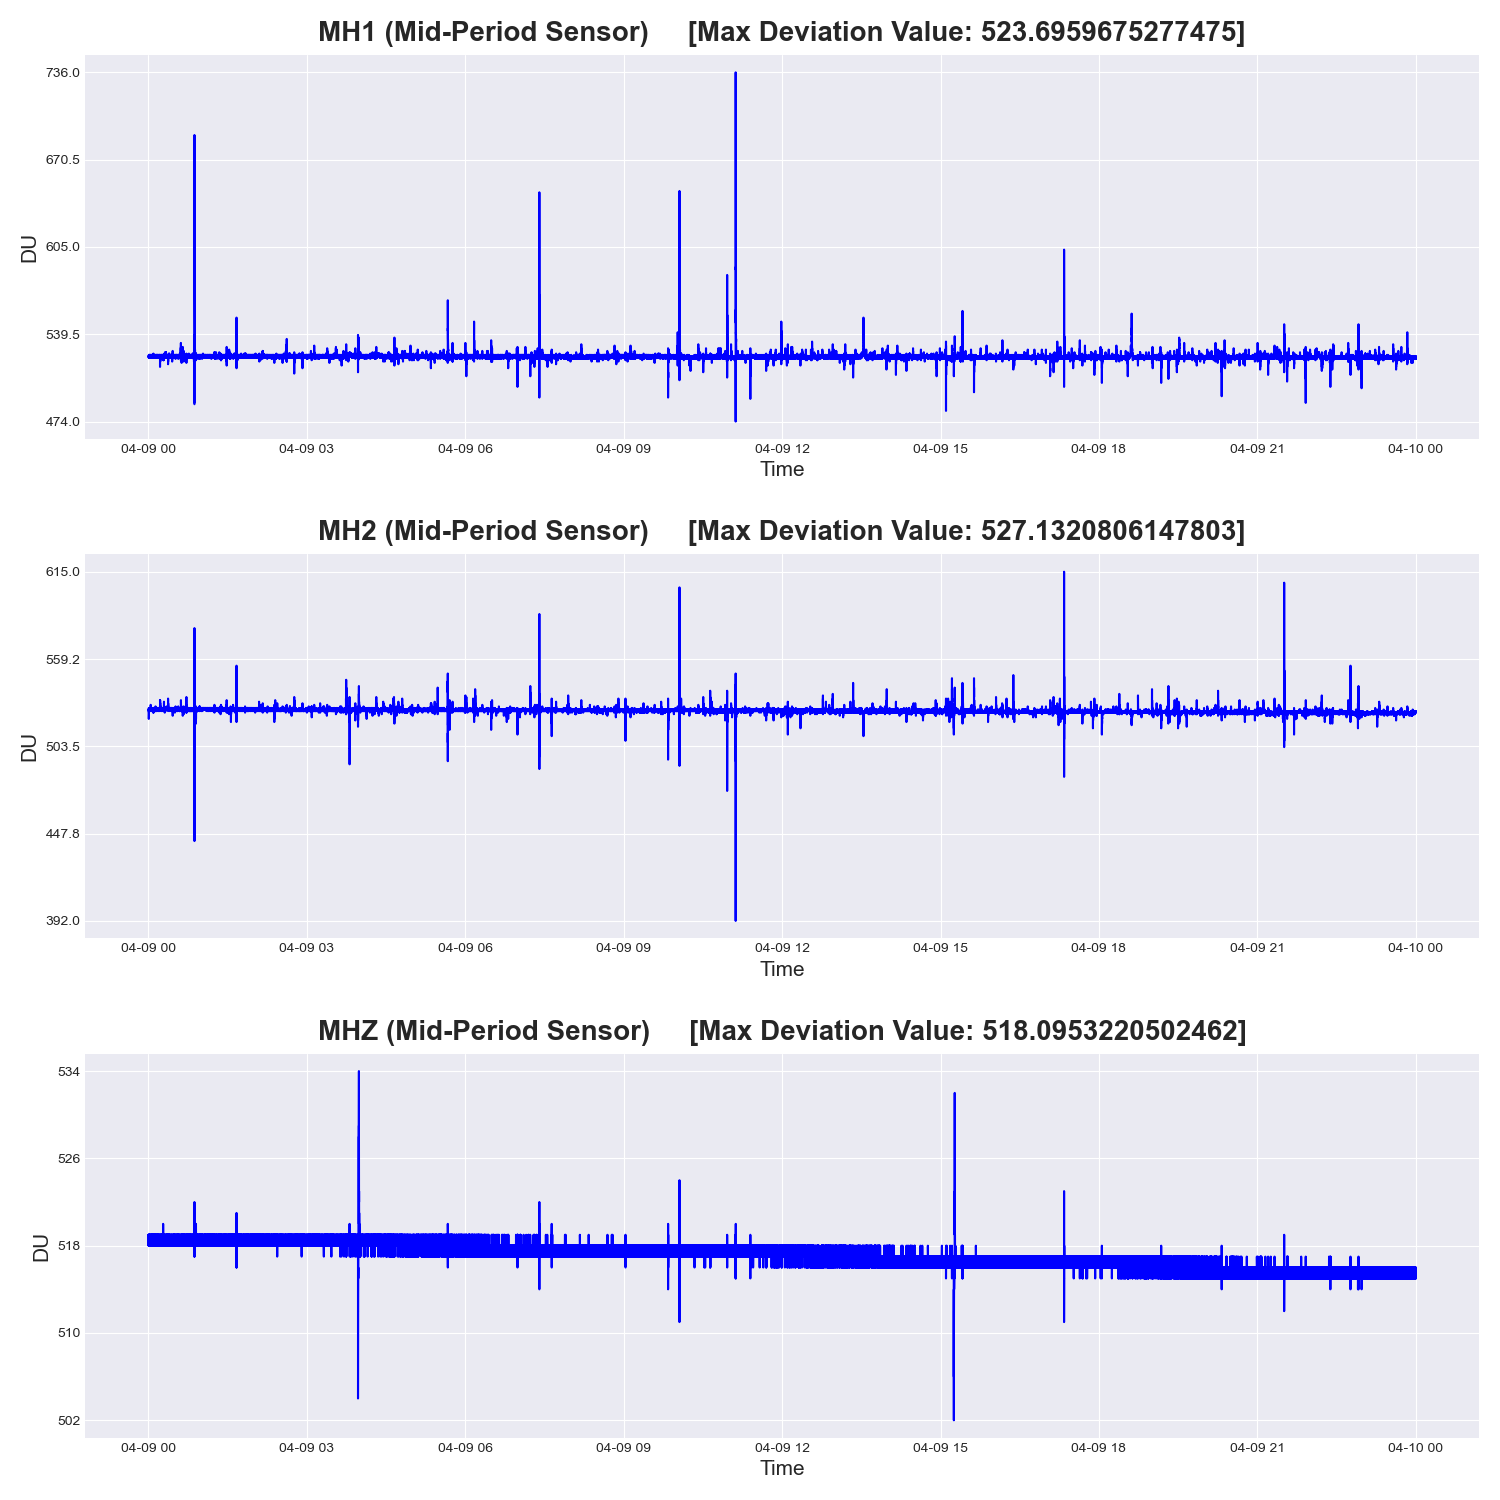 MH1 (Mid-Period Sensor) [Max Deviation Value: 523.6959675277475]
736.0
670.5
605.0
539.5
474.0
DU
04-09 00 04-09 03 04-09 06 04-09 09 04-09 12 04-09 15 04-09 18 04-09 21 04-10 00
Time
MH2 (Mid-Period Sensor) [Max Deviation Value: 527.1320806147803]
615.0
559.2
503.5
447.8
392.0
DU
04-09 00 04-09 03 04-09 06 04-09 09 04-09 12 04-09 15 04-09 18 04-09 21 04-10 00
Time
MHZ (Mid-Period Sensor) [Max Deviation Value: 518.0953220502462]
534
526
518
510
502
DU
04-09 00 04-09 03 04-09 06 04-09 09 04-09 12 04-09 15 04-09 18 04-09 21 04-10 00
Time